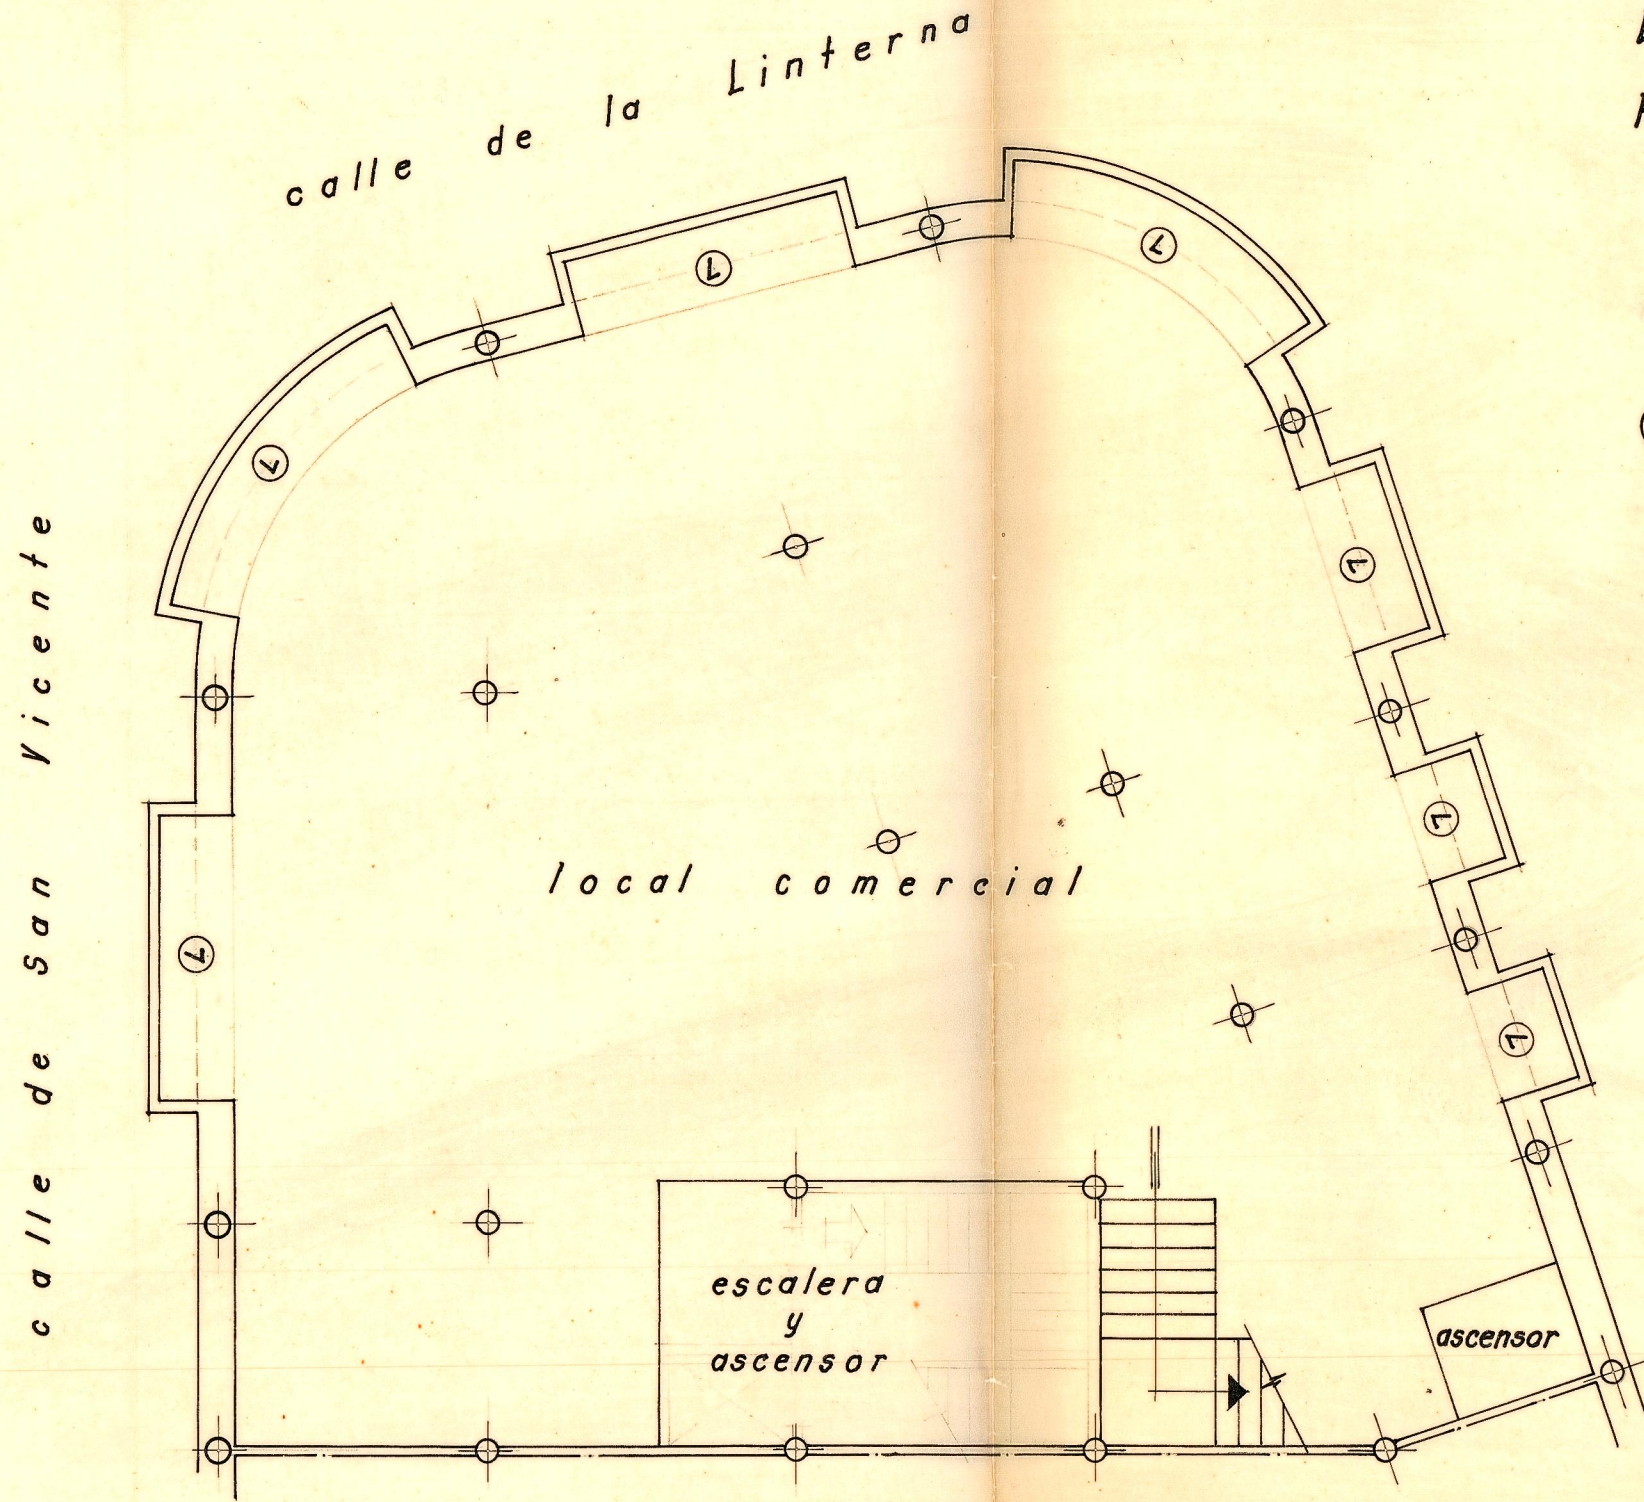 calle de la Linterna
calle de San Vicente
L
L
L
L
L
L
L
L
local comercial
escalera
y
ascensor
ascensor